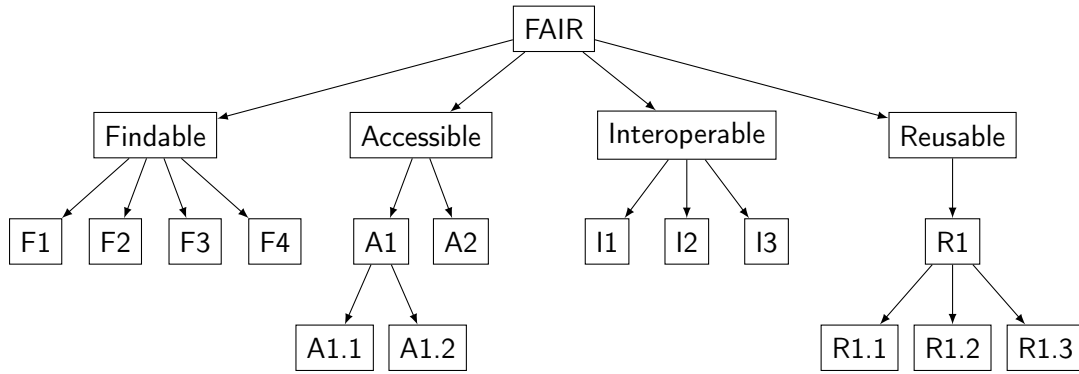 FAIR
Findable Accessible Interoperable Reusable
F1 F2 F3 F4 A1 A2 I1 I2 I3 R1
A1.1 A1.2 R1.1 R1.2 R1.3